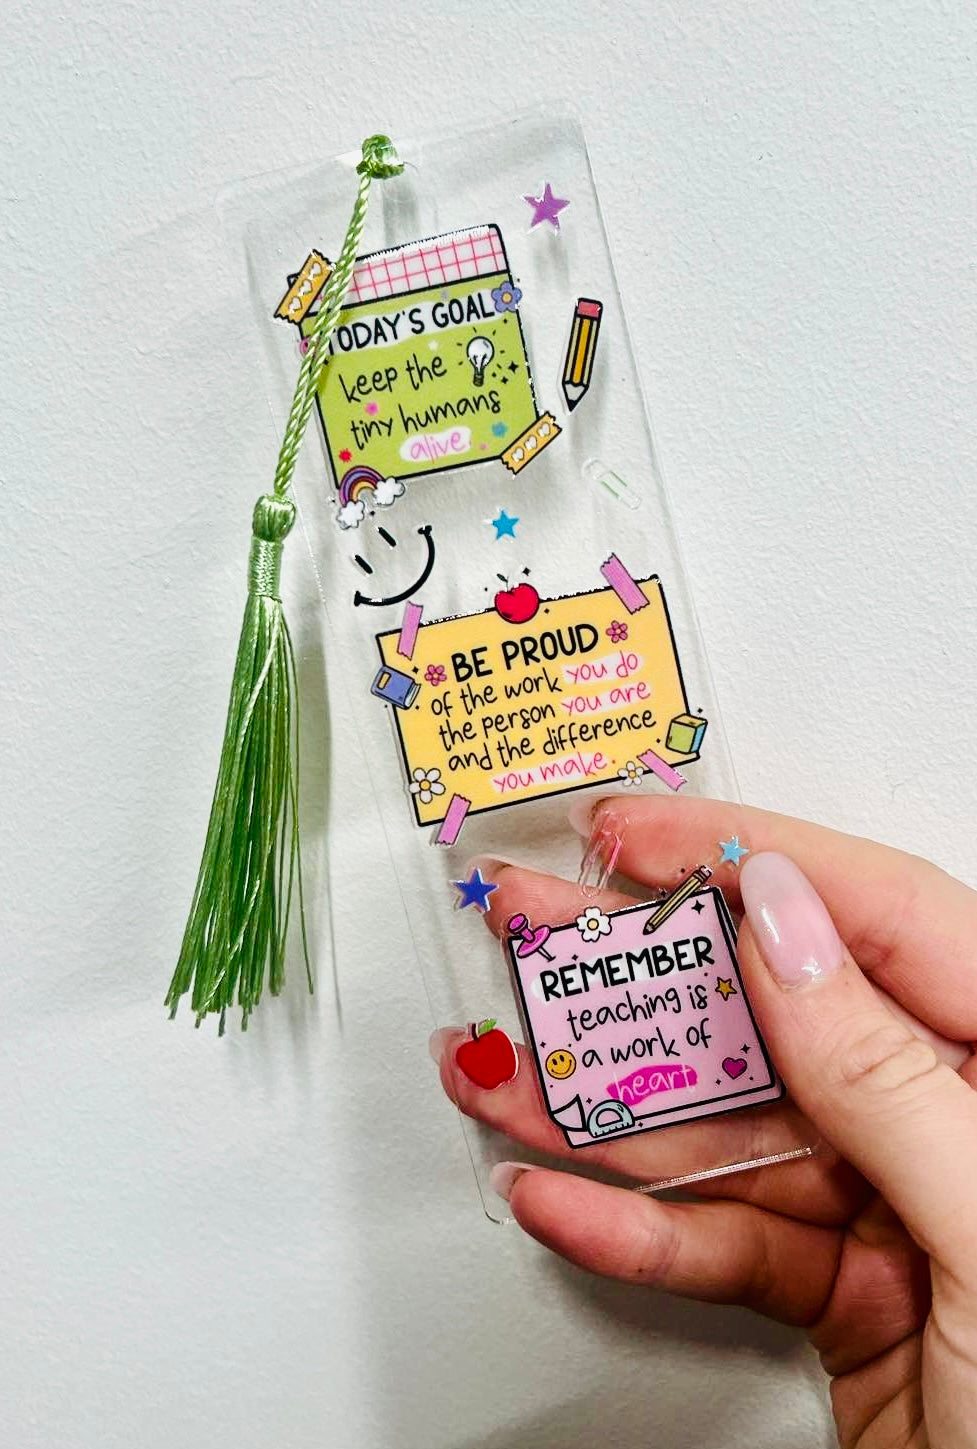 TODAY'S GOAL
keep the
tiny humans
alive.
BE PROUD
of the work you do
the person you are
and the difference
you make.
REMEMBER
teaching is
a work of
heart